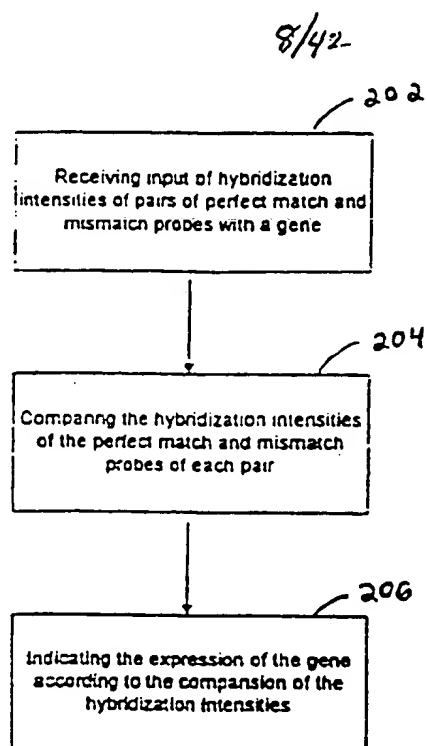 8/42
202
Receiving input of hybridization
intensities of pairs of perfect match and
mismatch probes with a gene
204
Comparing the hybridization intensities
of the perfect match and mismatch
probes of each pair
206
Indicating the expression of the gene
according to the comparision of the
hybridization intensities